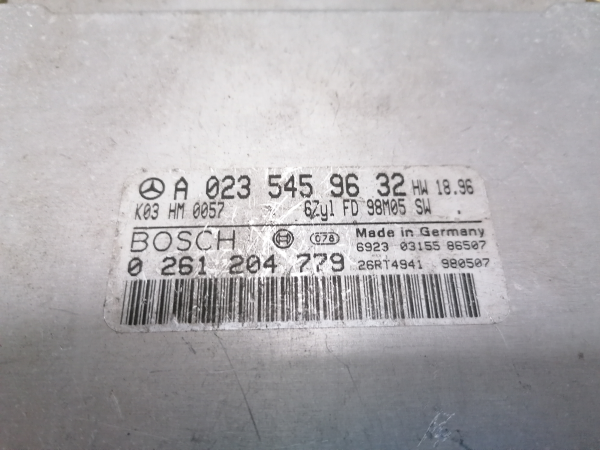 A 023 545 96 32 HW 18.96
K03 HM 0057 . 6Zyl FD 98M05 SW .
BOSCH 078 Made in Germany
6923 03155 86507
0 261 204 779 26RT4941 980507